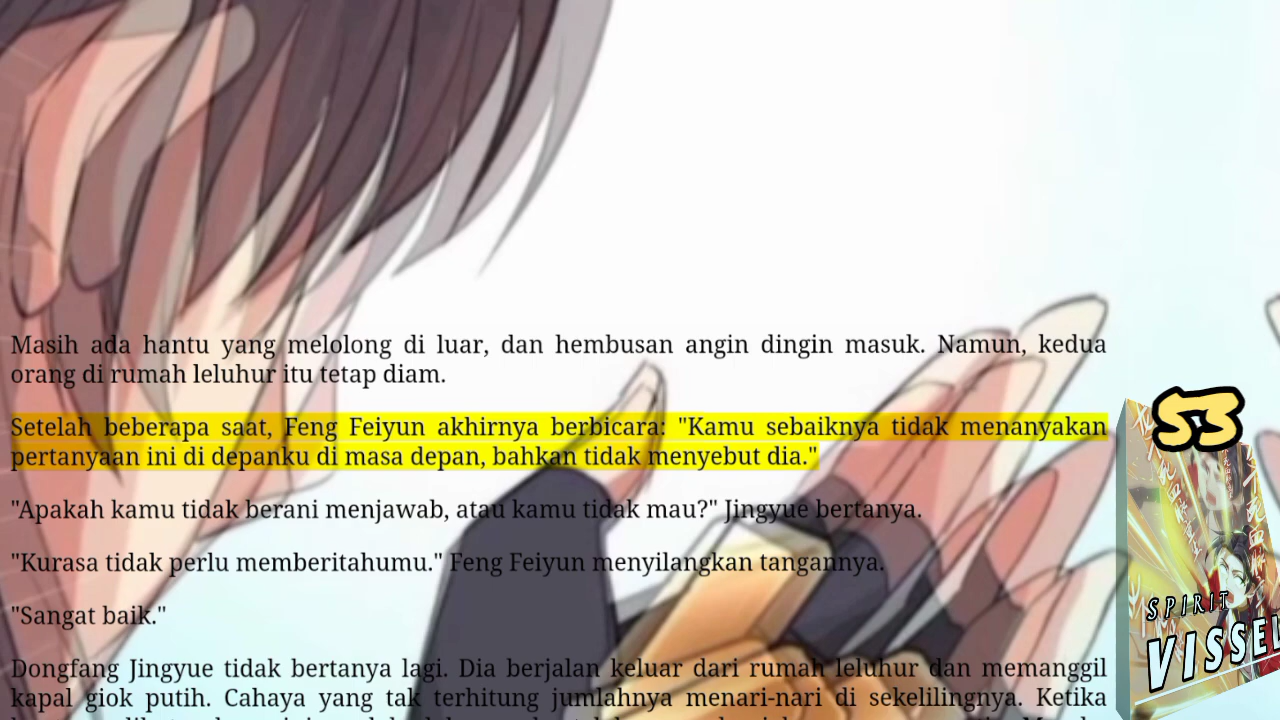 Masih ada hantu yang melolong di luar, dan hembusan angin dingin masuk. Namun, kedua
orang di rumah leluhur itu tetap diam.
Setelah beberapa saat, Feng Feiyun akhirnya berbicara: "Kamu sebaiknya tidak menanyakan
pertanyaan ini di depanku di masa depan, bahkan tidak menyebut dia."
"Apakah kamu tidak berani menjawab, atau kamu tidak mau?" Jingyue bertanya.
"Kurasa tidak perlu memberitahumu." Feng Feiyun menyilangkan tangannya.
"Sangat baik."
Dongfang Jingyue tidak bertanya lagi. Dia berjalan keluar dari rumah leluhur dan memanggil
kapal giok putih. Cahaya yang tak terhitung jumlahnya menari-nari di sekelilingnya. Ketika
53
SPIRIT
VISSEL